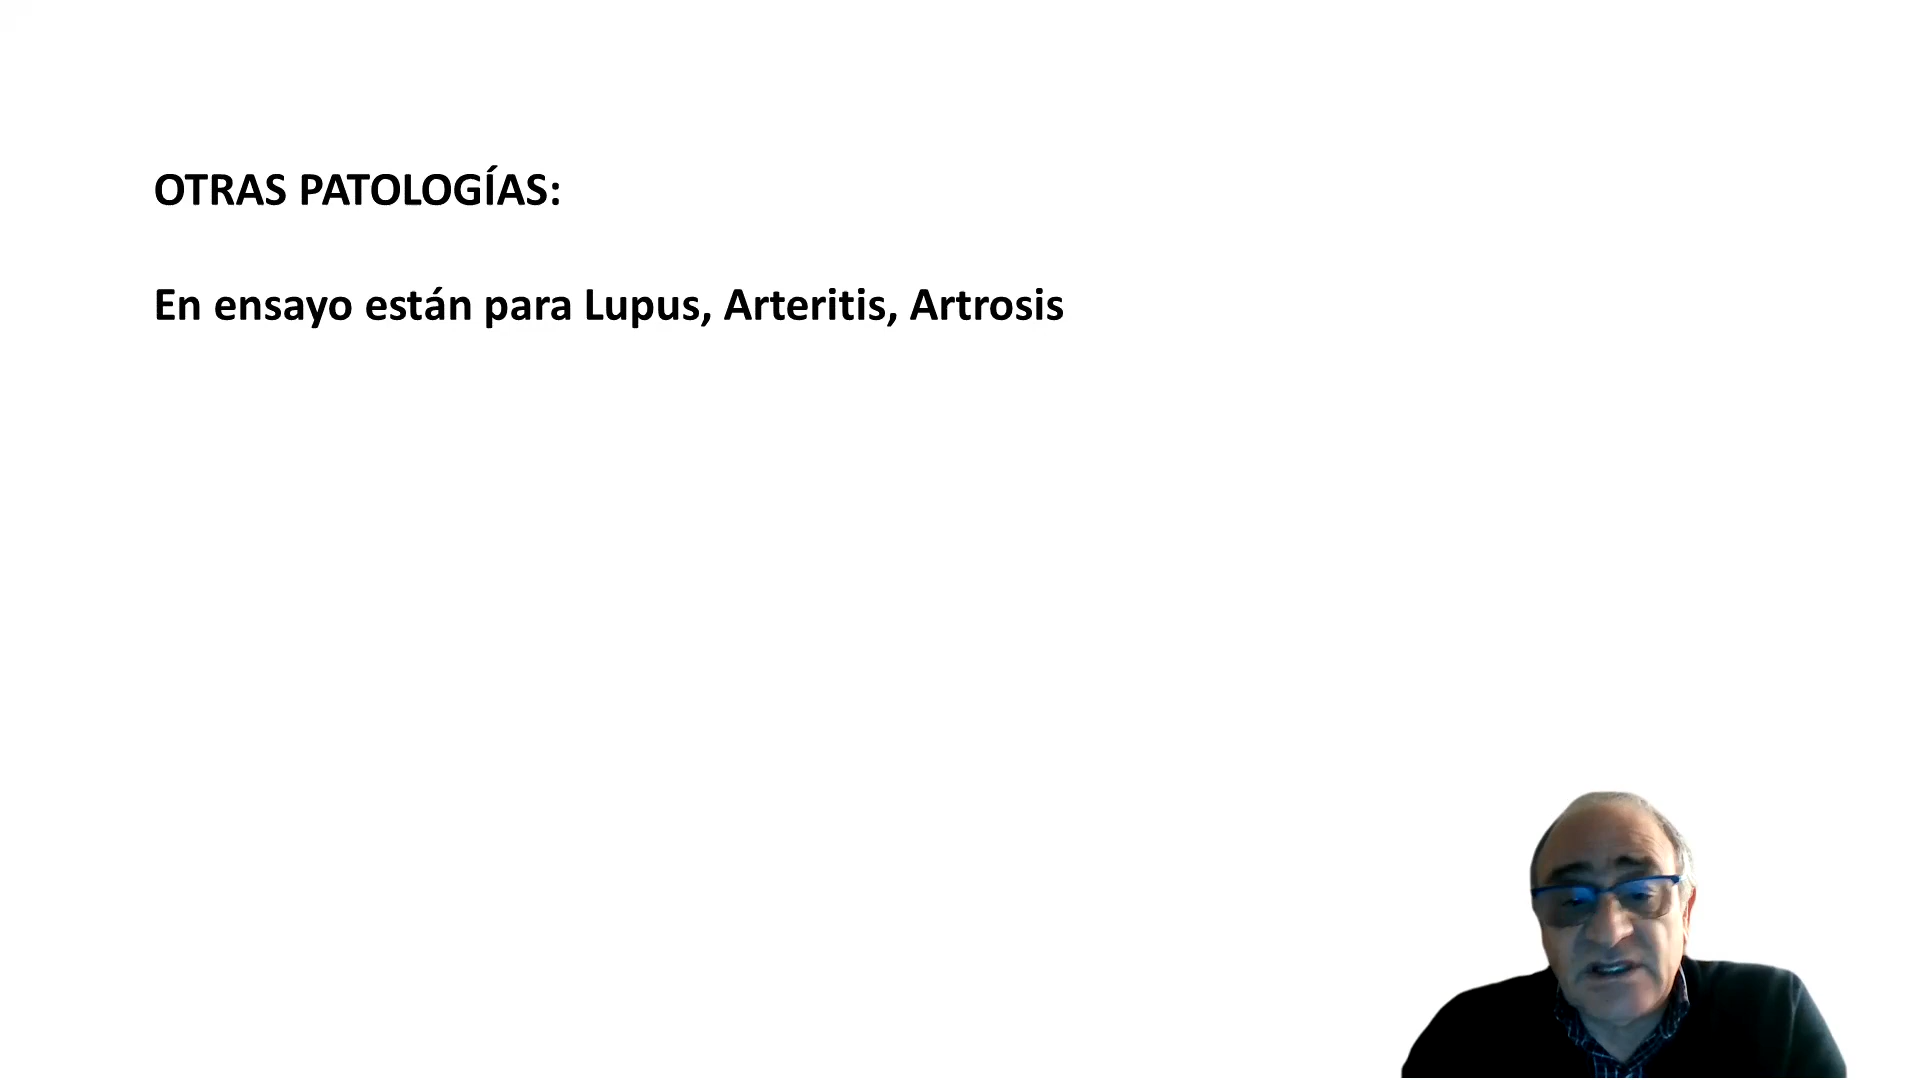 OTRAS PATOLOGÍAS:
En ensayo están para Lupus, Arteritis, Artrosis